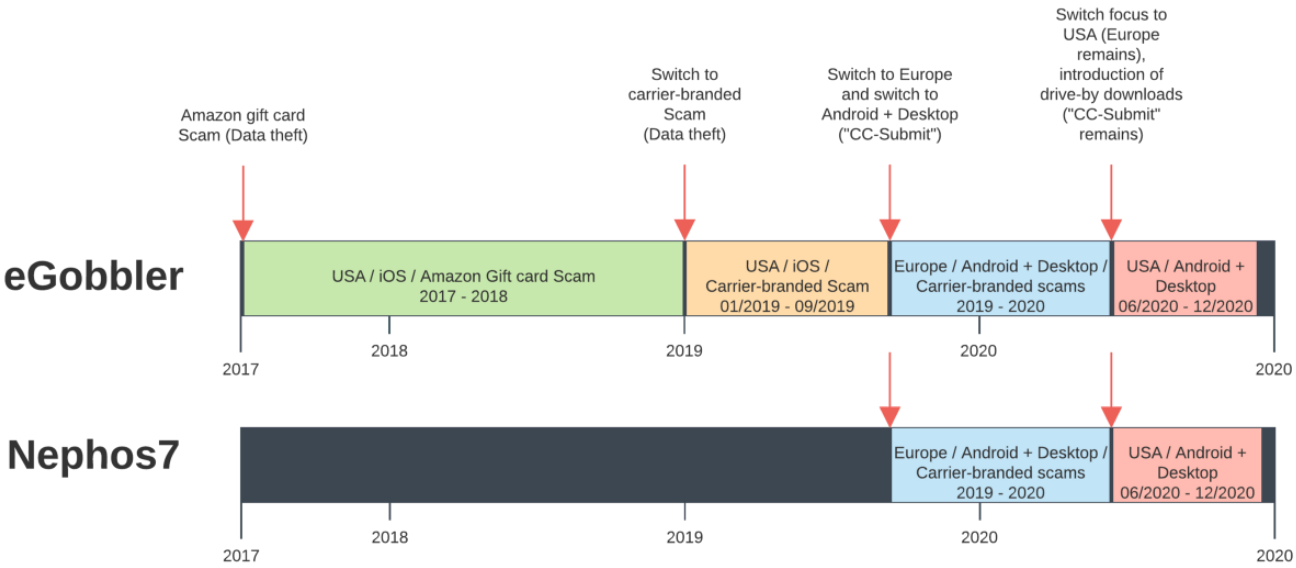 Amazon gift card
Scam (Data theft)
Switch to
carrier-branded
Scam
(Data theft)
Switch to Europe
and switch to
Android + Desktop
("CC-Submit")
Switch focus to
USA (Europe
remains),
introduction of
drive-by downloads
("CC-Submit"
remains)
eGobbler
USA / iOS / Amazon Gift card Scam
2017 - 2018
USA / iOS /
Carrier-branded Scam
01/2019 - 09/2019
Europe / Android + Desktop /
Carrier-branded scams
2019 - 2020
USA / Android +
Desktop
06/2020 - 12/2020
2017
2018
2019
2020
2020
Nephos7
Europe / Android + Desktop /
Carrier-branded scams
2019 - 2020
USA / Android +
Desktop
06/2020 - 12/2020
2017
2018
2019
2020
2020